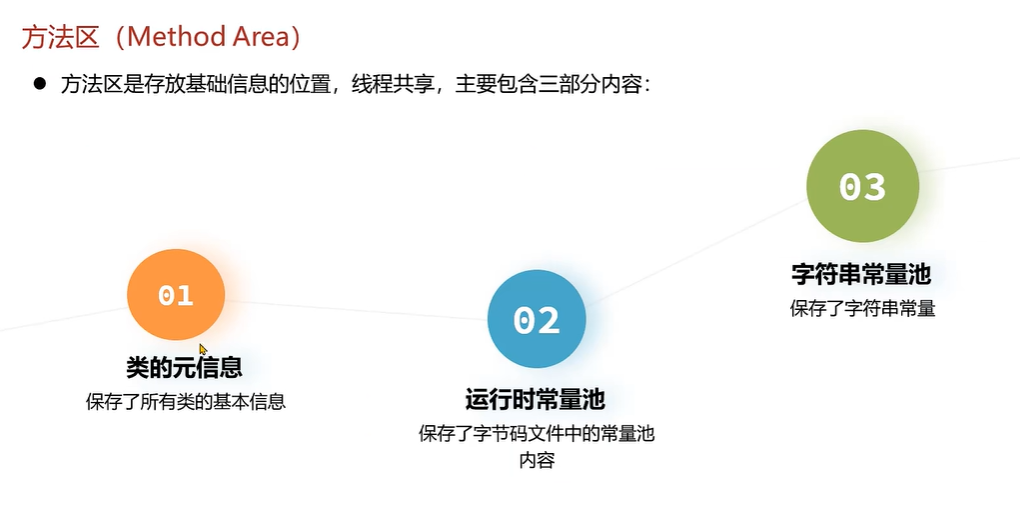 方法区（Method Area）
● 方法区是存放基础信息的位置，线程共享，主要包含三部分内容：
01
类的元信息
保存了所有类的基本信息
02
运行时常量池
保存了字节码文件中的常量池
内容
03
字符串常量池
保存了字符串常量